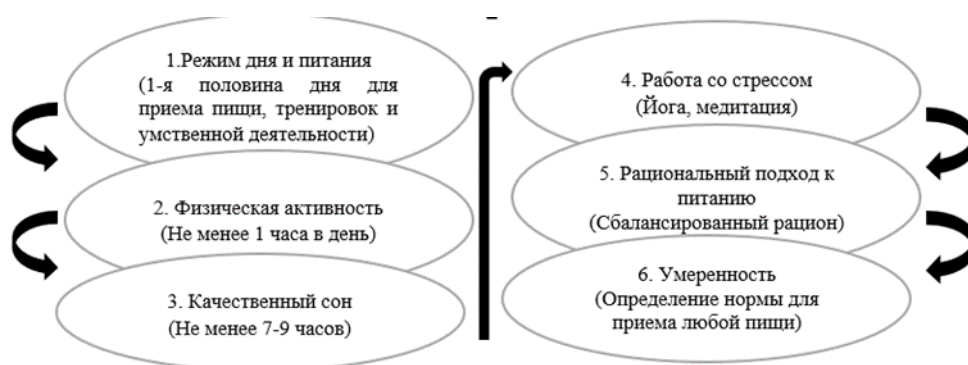 1.Режим дня и питания
(1-я половина дня для
приема пищи, тренировок и
умственной деятельности)
2. Физическая активность
(Не менее 1 часа в день)
3. Качественный сон
(Не менее 7-9 часов)
4. Работа со стрессом
(Йога, медитация)
5. Рациональный подход к
питанию
(Сбалансированный рацион)
6. Умеренность
(Определение нормы для
приема любой пищи)